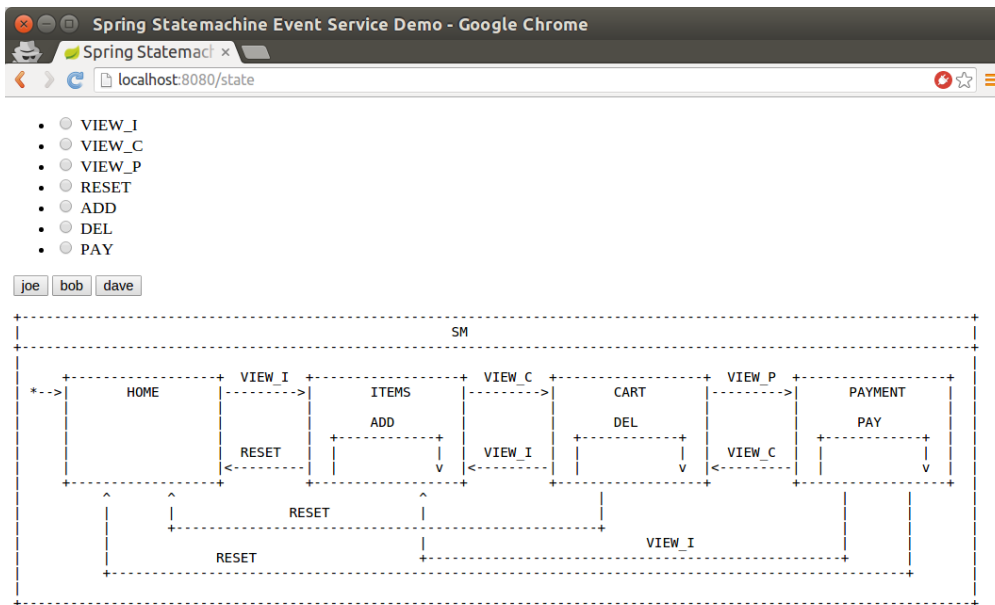 Spring Statemachine Event Service Demo - Google Chrome
Spring Statemach
localhost:8080/state
VIEW_I
VIEW_C
VIEW_P
RESET
ADD
DEL
PAY
joe bob dave
SM
VIEW_I VIEW_C VIEW_P
*-->| HOME |--------->| ITEMS |--------->| CART |--------->| PAYMENT |
ADD DEL PAY
RESET VIEW_I VIEW_C
|<---------| v |<---------| v |<---------| v |
^ ^ ^
RESET
VIEW_I
RESET